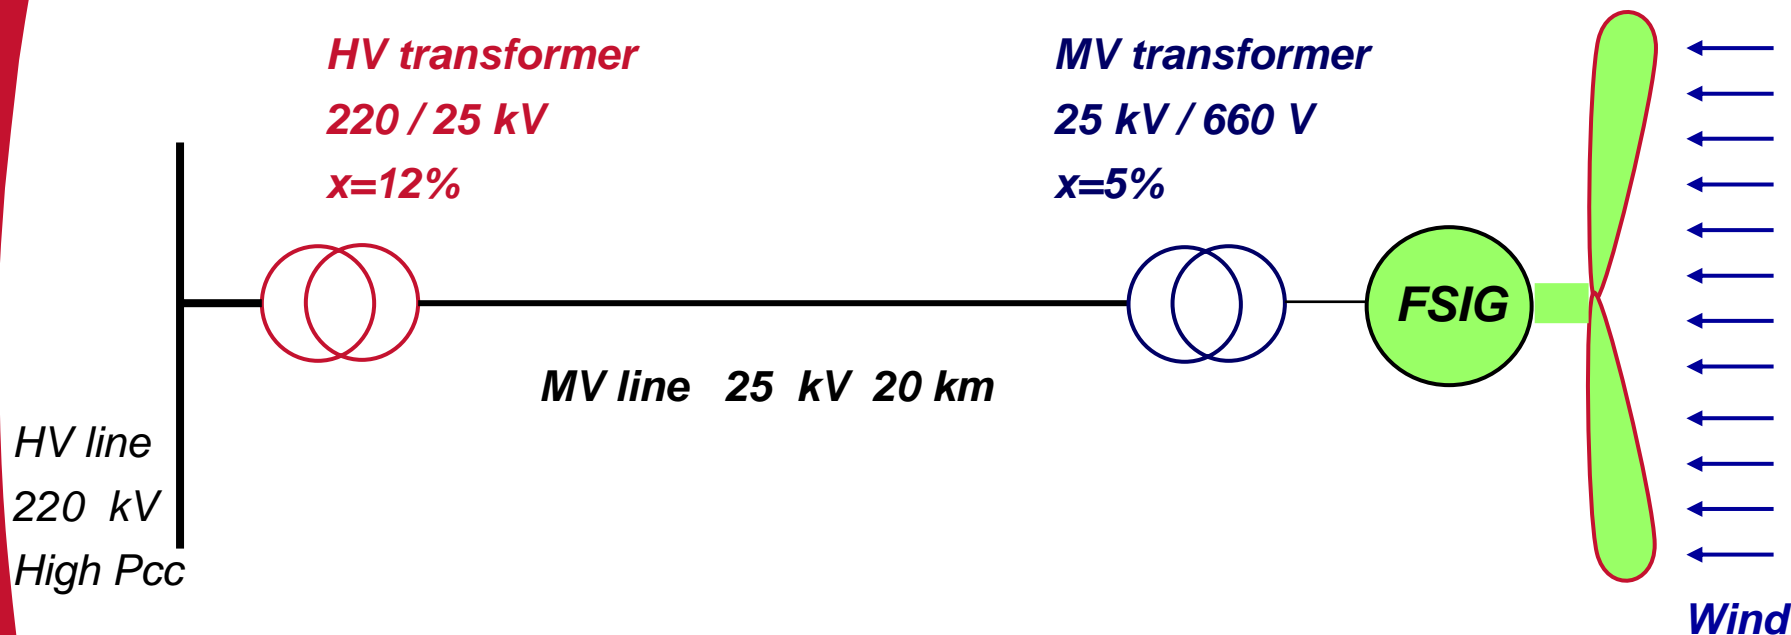 HV transformer
220 / 25 kV
x=12%
MV transformer
25 kV / 660 V
x=5%
FSIG
MV line 25 kV 20 km
HV line
220 kV
High Pcc
Wind